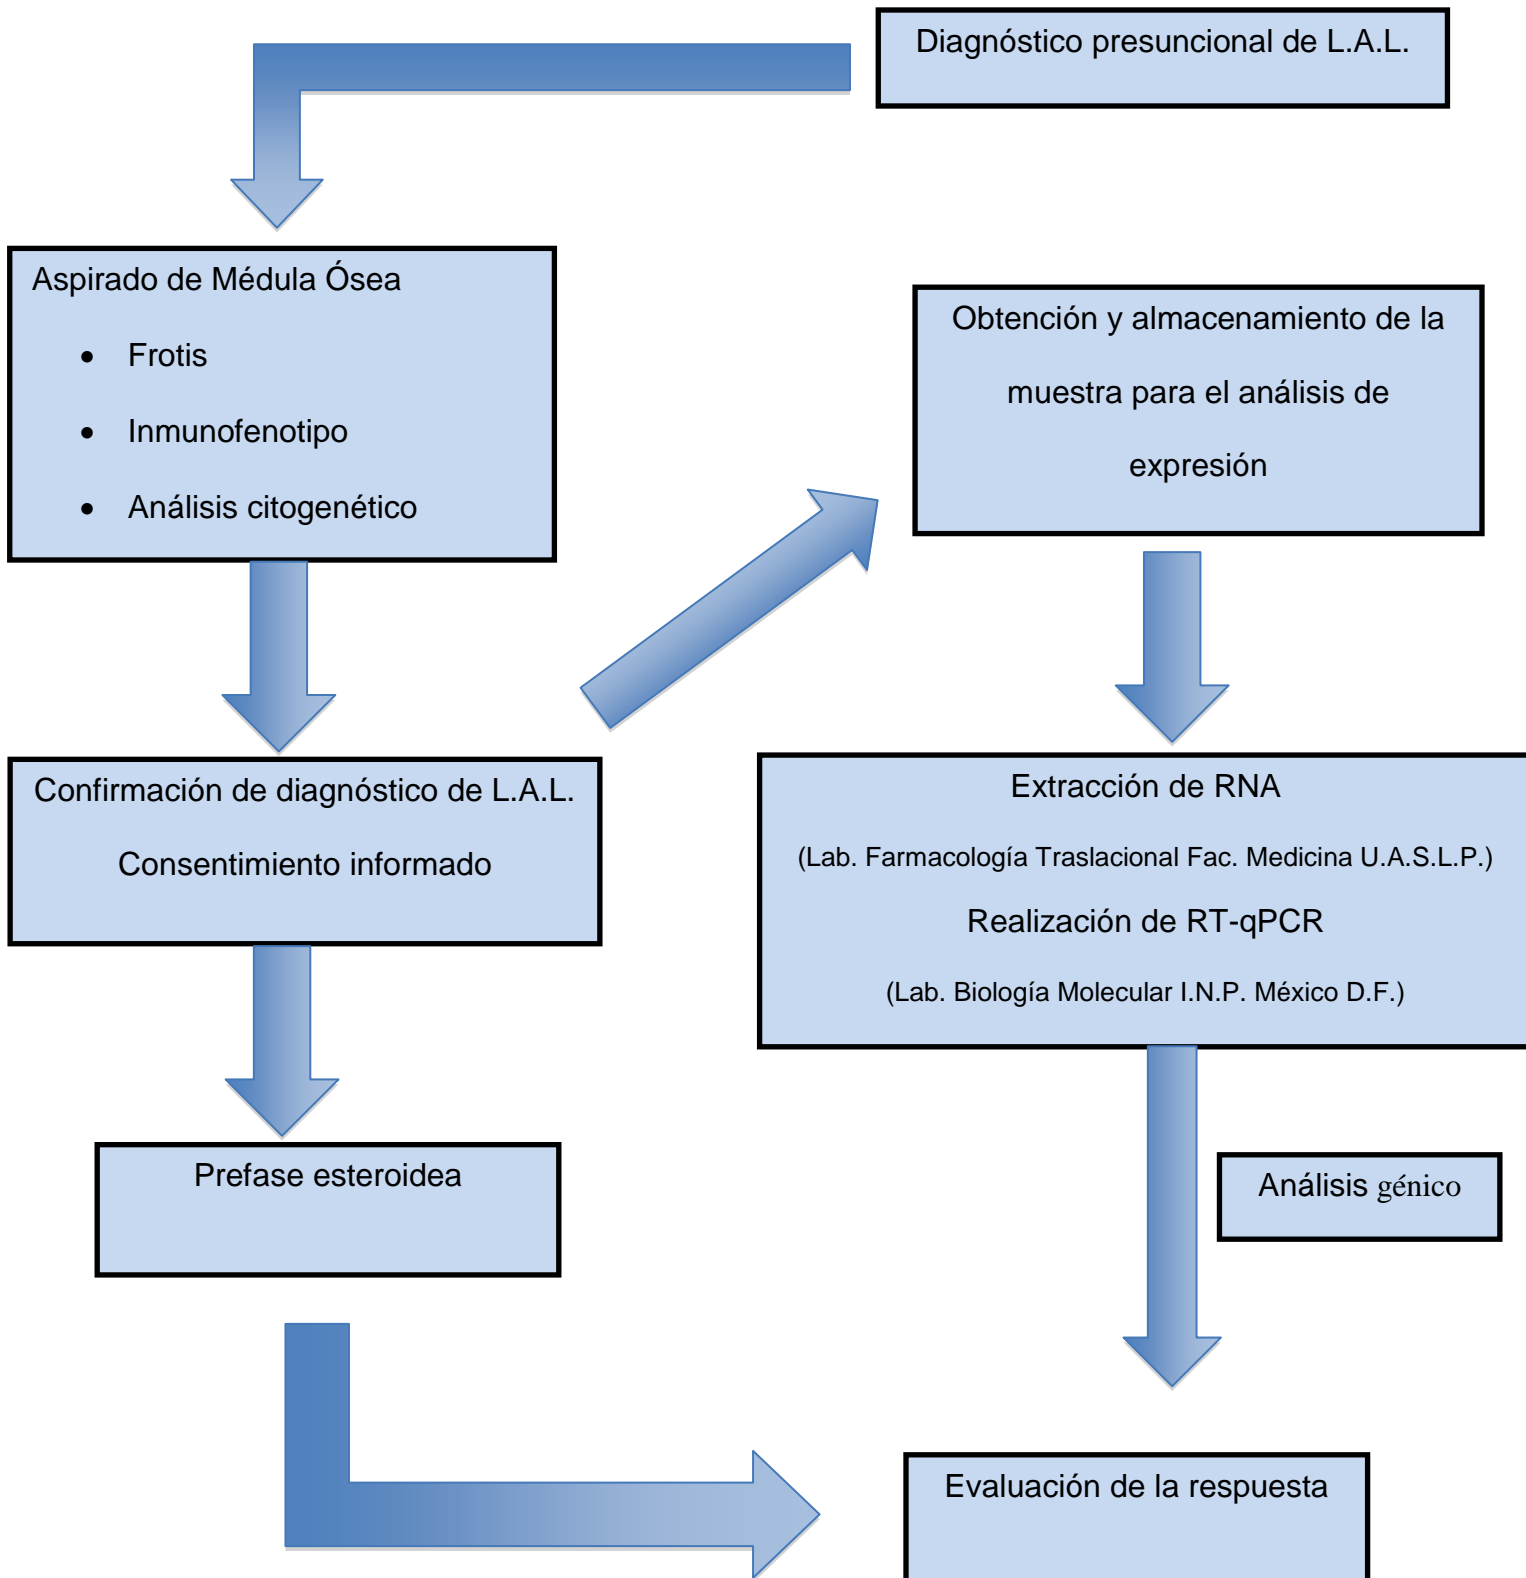 Diagnóstico presuncional de L.A.L.
Aspirado de Médula Ósea
• Frotis
• Inmunofenotipo
• Análisis citogenético
Obtención y almacenamiento de la
muestra para el análisis de
expresión
Confirmación de diagnóstico de L.A.L.
Consentimiento informado
Extracción de RNA
(Lab. Farmacología Traslacional Fac. Medicina U.A.S.L.P.)
Realización de RT-qPCR
(Lab. Biología Molecular I.N.P. México D.F.)
Prefase esteroidea
Análisis génico
Evaluación de la respuesta